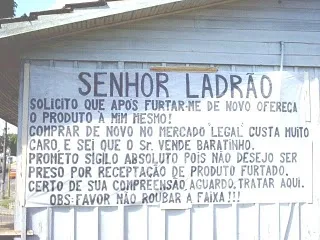 SENHOR LADRÃO
SOLICITO QUE APÓS FURTAR-ME DE NOVO OFEREÇA
O PRODUTO A MIM MESMO!
COMPRAR DE NOVO NO MERCADO "LEGAL" CUSTA MUITO
CARO, E SEI QUE O Sr. VENDE BARATINHO.
PROMETO SIGILO ABSOLUTO POIS NÃO DESEJO SER
PRESO POR RECEPTAÇÃO DE PRODUTO FURTADO.
CERTO DE SUA COMPREENSÃO, AGUARDO. TRATAR AQUI.
OBS: FAVOR NÃO ROUBAR A FAIXA!!!